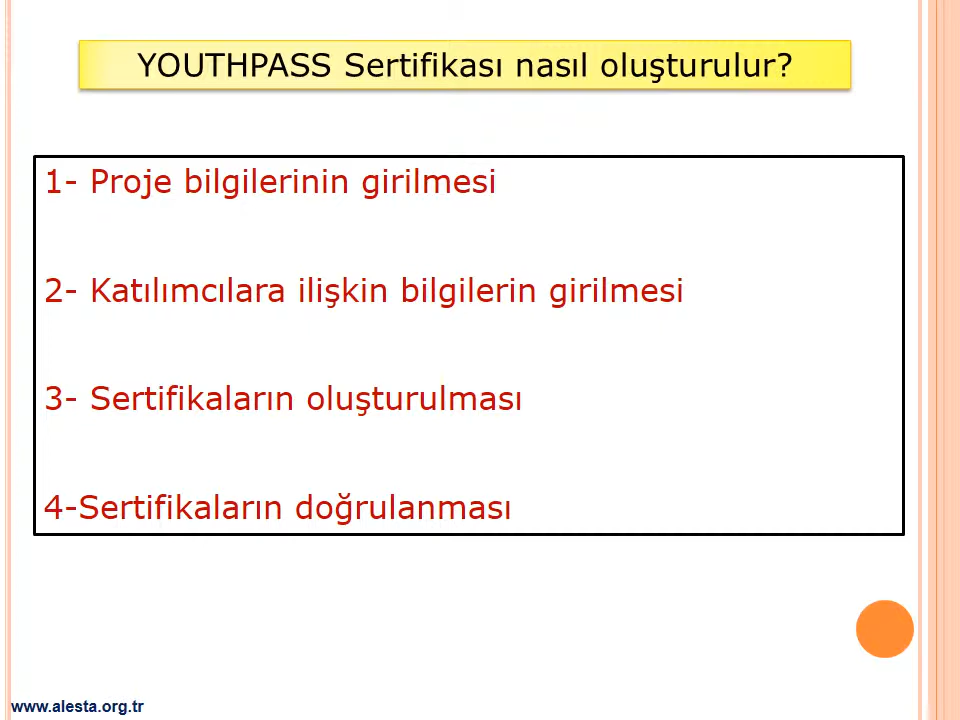 YOUTHPASS Sertifikası nasıl oluşturulur?
1- Proje bilgilerinin girilmesi
2- Katılımcılara ilişkin bilgilerin girilmesi
3- Sertifikaların oluşturulması
4-Sertifikaların doğrulanması
www.alesta.org.tr